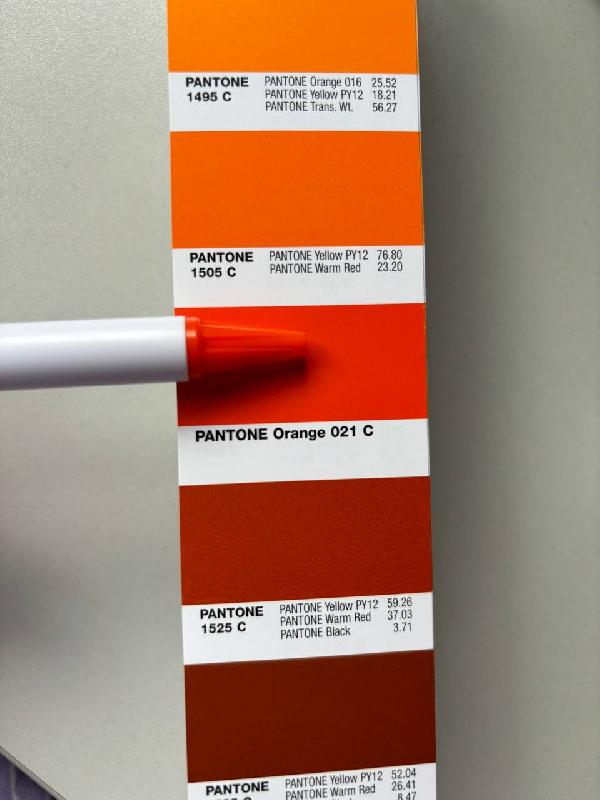 PANTONE PANTONE Orange 016 25.52
1495 C PANTONE Yellow PY12 18.21
PANTONE Trans. Wt. 56.27
PANTONE PANTONE Yellow PY12 76.80
1505 C PANTONE Warm Red 23.20
PANTONE Orange 021 C
PANTONE PANTONE Yellow PY12 59.26
1525 C PANTONE Warm Red 37.03
PANTONE Black 3.71
PANTONE PANTONE Yellow PY12 52.04
PANTONE Warm Red 26.41
8.47